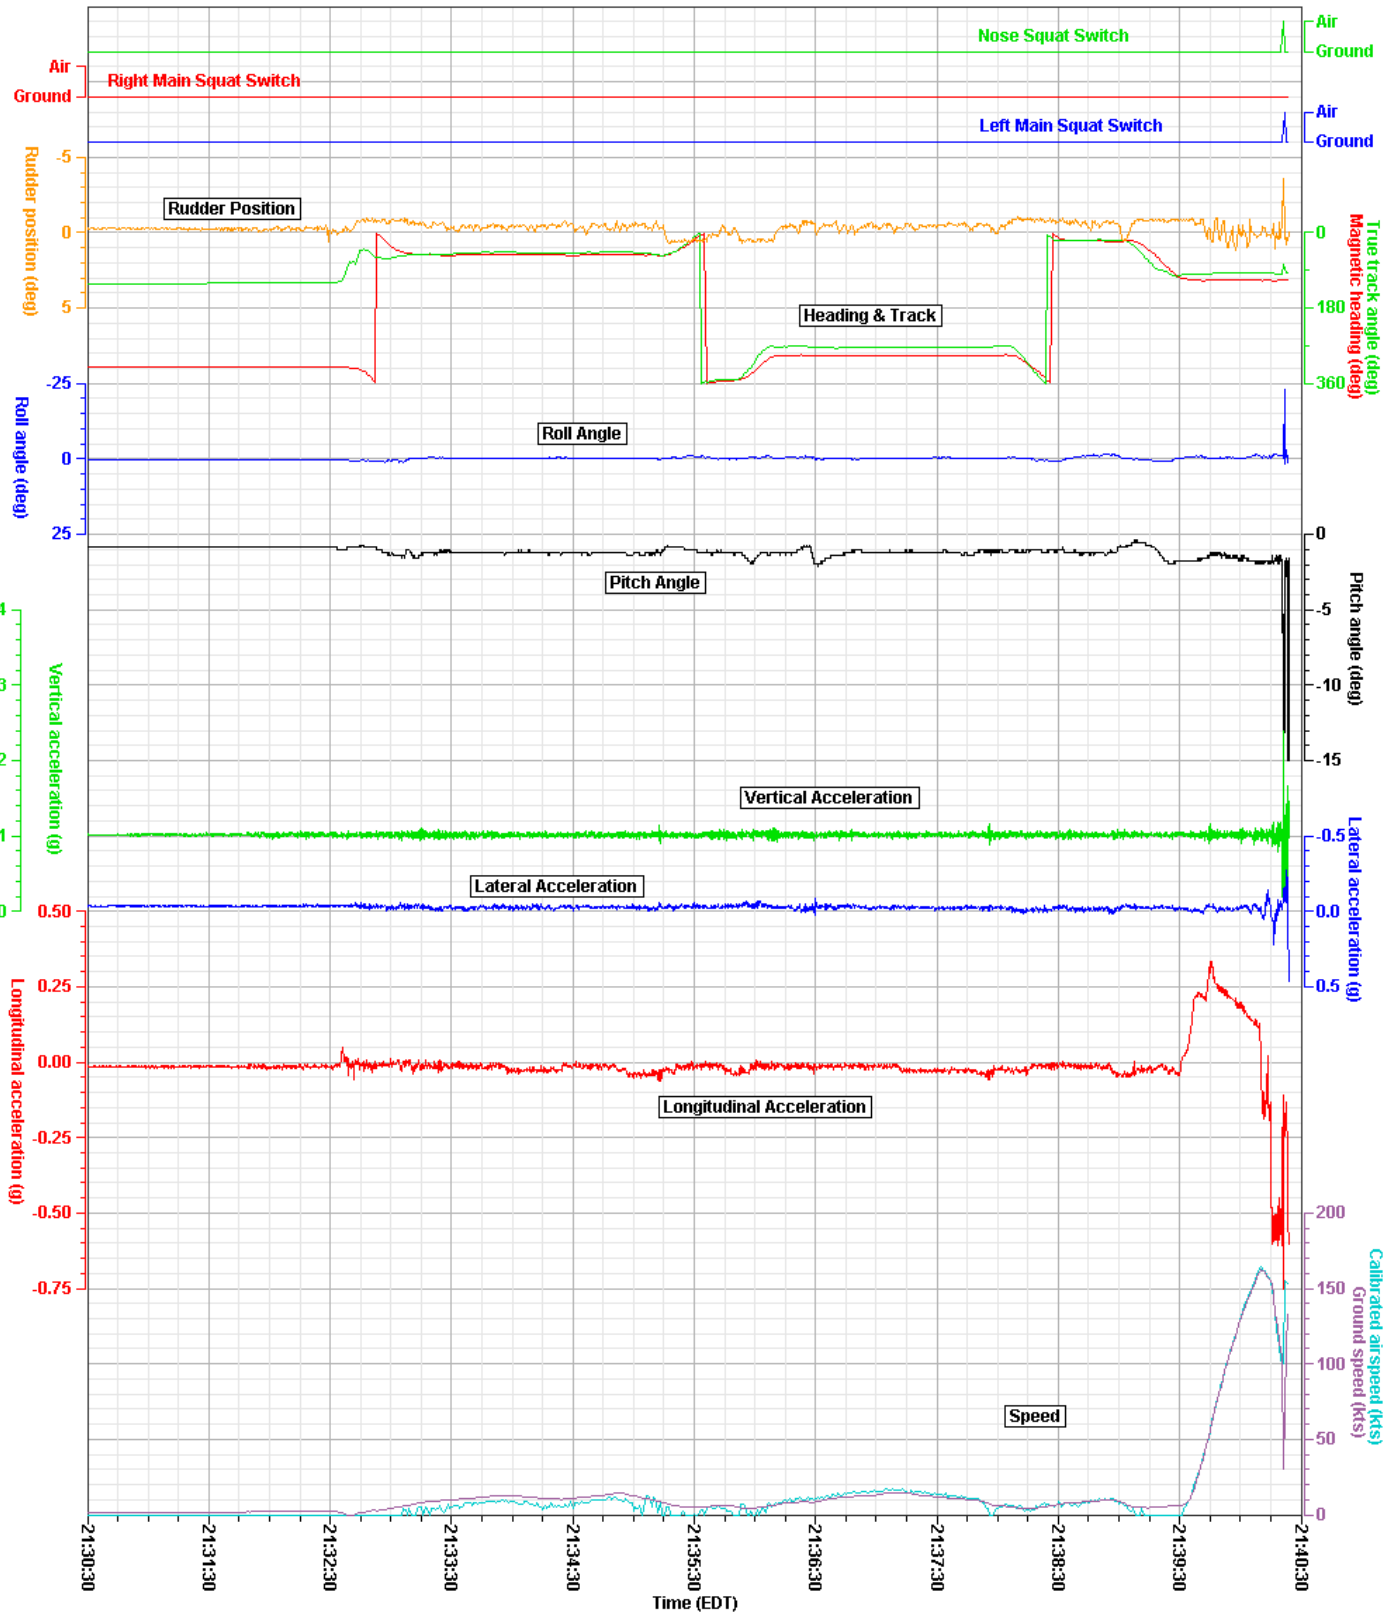 Nose Squat Switch
Air
Ground
Air
Ground
Right Main Squat Switch
Left Main Squat Switch
Air
Ground
Rudder position (deg)
-5
0
5
Rudder Position
True track angle (deg)
Magnetic heading (deg)
0
180
360
Heading & Track
Roll angle (deg)
-25
0
25
Roll Angle
Pitch angle (deg)
0
-5
-10
-15
Pitch Angle
Vertical acceleration (g)
4
3
2
1
0
Vertical Acceleration
Lateral acceleration (g)
-0.5
0.0
0.5
Lateral Acceleration
Longitudinal acceleration (g)
0.50
0.25
0.00
-0.25
-0.50
-0.75
Longitudinal Acceleration
Calibrated airspeed (kts)
Ground speed (kts)
200
150
100
50
0
Speed
21:30:30
21:31:30
21:32:30
21:33:30
21:34:30
21:35:30
21:36:30
21:37:30
21:38:30
21:39:30
21:40:30
Time (EDT)